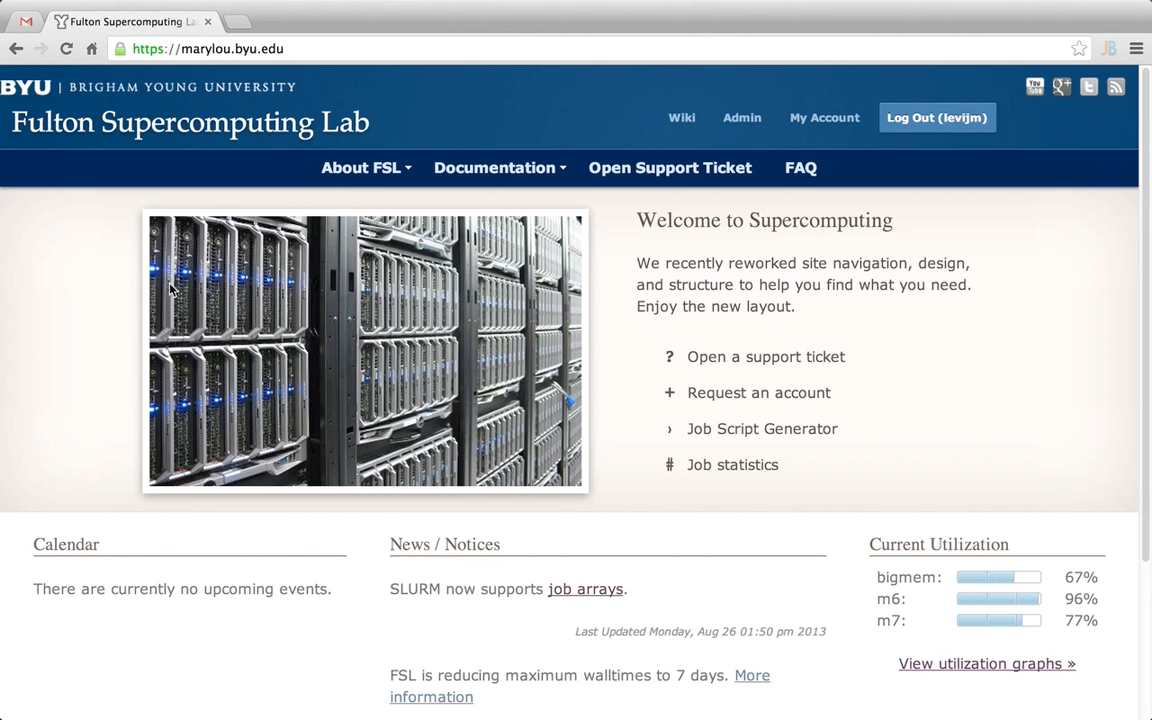 Fulton Supercomputing La
https://marylou.byu.edu
BYU | BRIGHAM YOUNG UNIVERSITY
Fulton Supercomputing Lab
Wiki Admin My Account Log Out (levijm)
About FSL Documentation Open Support Ticket FAQ
Welcome to Supercomputing
We recently reworked site navigation, design,
and structure to help you find what you need.
Enjoy the new layout.
? Open a support ticket
+ Request an account
› Job Script Generator
# Job statistics
Calendar
There are currently no upcoming events.
News / Notices
SLURM now supports job arrays.
Last Updated Monday, Aug 26 01:50 pm 2013
FSL is reducing maximum walltimes to 7 days. More
information
Current Utilization
bigmem: 67%
m6: 96%
m7: 77%
View utilization graphs »